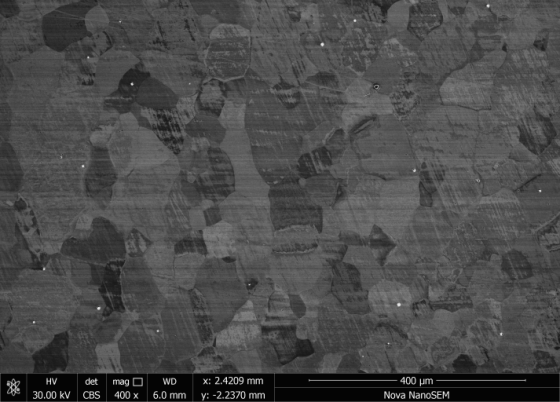 HV
30.00 kV
det
CBS
mag
400 x
WD
6.0 mm
x: 2.4209 mm
y: -2.2370 mm
400 µm
Nova NanoSEM